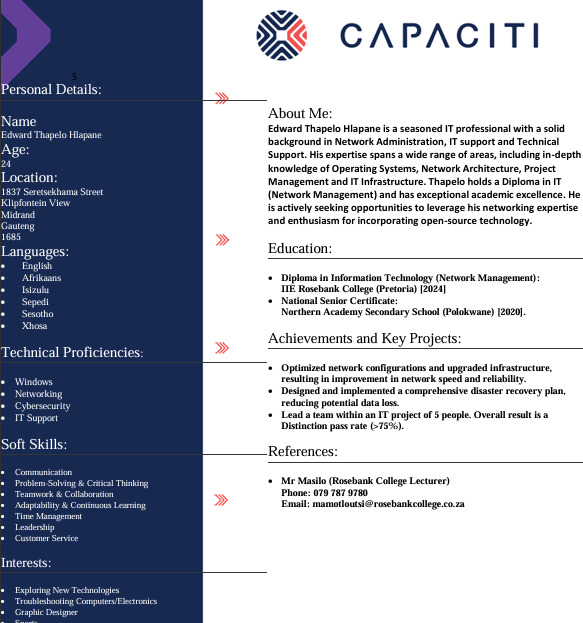 CAPACITI
S
Personal Details:
Name
Edward Thapelo Hlapane
Age:
24
Location:
1837 Seretsekhama Street
Klipfontein View
Midrand
Gauteng
1685
Languages:
• English
• Afrikaans
• Isizulu
• Sepedi
• Sesotho
• Xhosa
Technical Proficiencies:
• Windows
• Networking
• Cybersecurity
• IT Support
Soft Skills:
• Communication
• Problem-Solving & Critical Thinking
• Teamwork & Collaboration
• Adaptability & Continuous Learning
• Time Management
• Leadership
• Customer Service
Interests:
• Exploring New Technologies
• Troubleshooting Computers/Electronics
• Graphic Designer
• Sports
About Me:
Edward Thapelo Hlapane is a seasoned IT professional with a solid
background in Network Administration, IT support and Technical
Support. His expertise spans a wide range of areas, including in-depth
knowledge of Operating Systems, Network Architecture, Project
Management and IT Infrastructure. Thapelo holds a Diploma in IT
(Network Management) and has exceptional academic excellence. He
is actively seeking opportunities to leverage his networking expertise
and enthusiasm for incorporating open-source technology.
Education:
• Diploma in Information Technology (Network Management):
IIE Rosebank College (Pretoria) [2024]
• National Senior Certificate:
Northern Academy Secondary School (Polokwane) [2020].
Achievements and Key Projects:
• Optimized network configurations and upgraded infrastructure,
resulting in improvement in network speed and reliability.
• Designed and implemented a comprehensive disaster recovery plan,
reducing potential data loss.
• Lead a team within an IT project of 5 people. Overall result is a
Distinction pass rate (>75%).
References:
• Mr Masilo (Rosebank College Lecturer)
Phone: 079 787 9780
Email: mamotloutsi@rosebankcollege.co.za